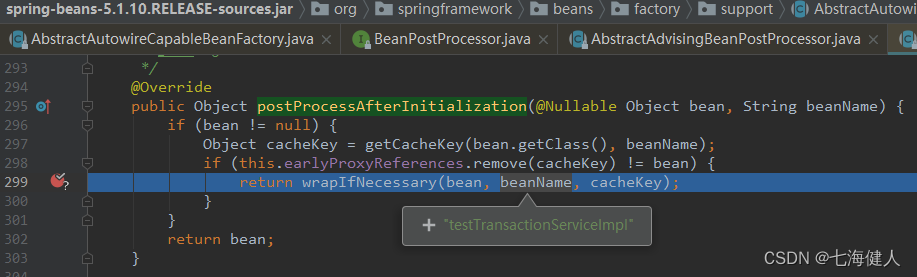 spring-beans-5.1.10.RELEASE-sources.jar org springframework beans factory support AbstractAutowi
AbstractAutowireCapableBeanFactory.java BeanPostProcessor.java AbstractAdvisingBeanPostProcessor.java
293 */
294 @Override
295 public Object postProcessAfterInitialization(@Nullable Object bean, String beanName) {
296 if (bean != null) {
297 Object cacheKey = getCacheKey(bean.getClass(), beanName);
298 if (this.earlyProxyReferences.remove(cacheKey) != bean) {
299 return wrapIfNecessary(bean, beanName, cacheKey);
300 }
301 }
+ "testTransactionServiceImpl"
302 return bean;
303 }
CSDN @七海健人